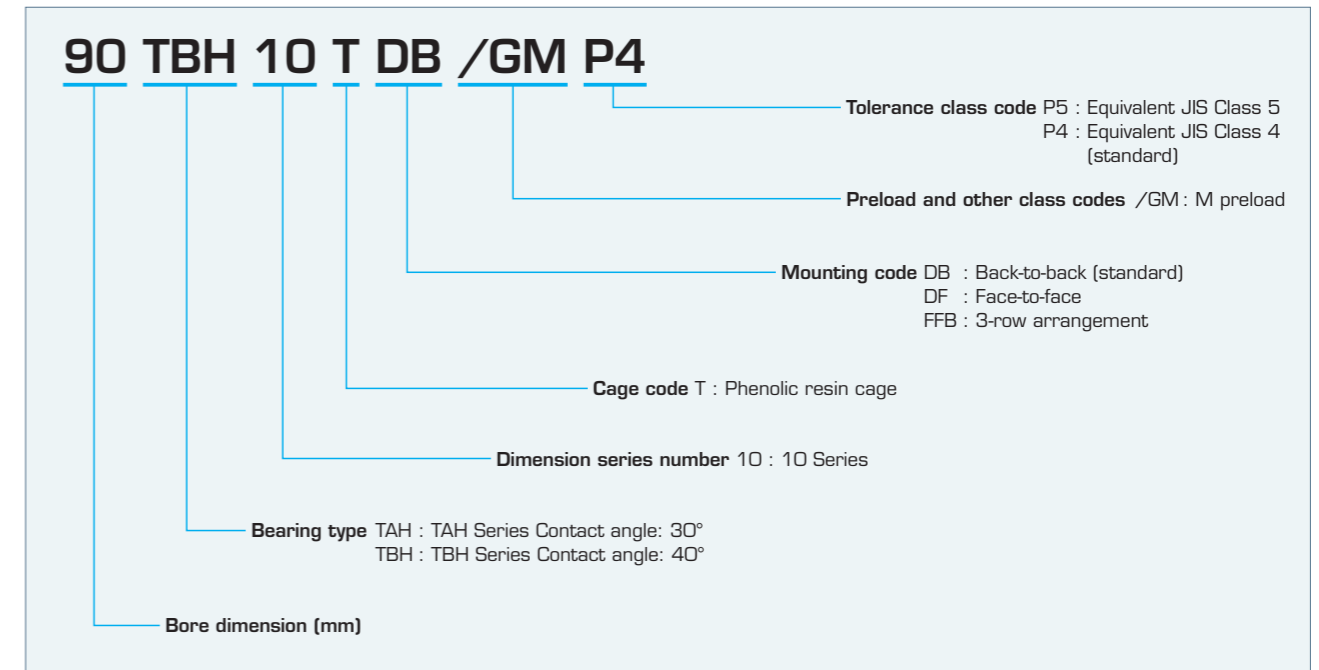 90 TBH 10 T DB /GM P4
Tolerance class code P5 : Equivalent JIS Class 5
P4 : Equivalent JIS Class 4
(standard)
Preload and other class codes /GM : M preload
Mounting code DB : Back-to-back (standard)
DF : Face-to-face
FFB : 3-row arrangement
Cage code T : Phenolic resin cage
Dimension series number 10 : 10 Series
Bearing type TAH : TAH Series Contact angle: 30°
TBH : TBH Series Contact angle: 40°
Bore dimension (mm)